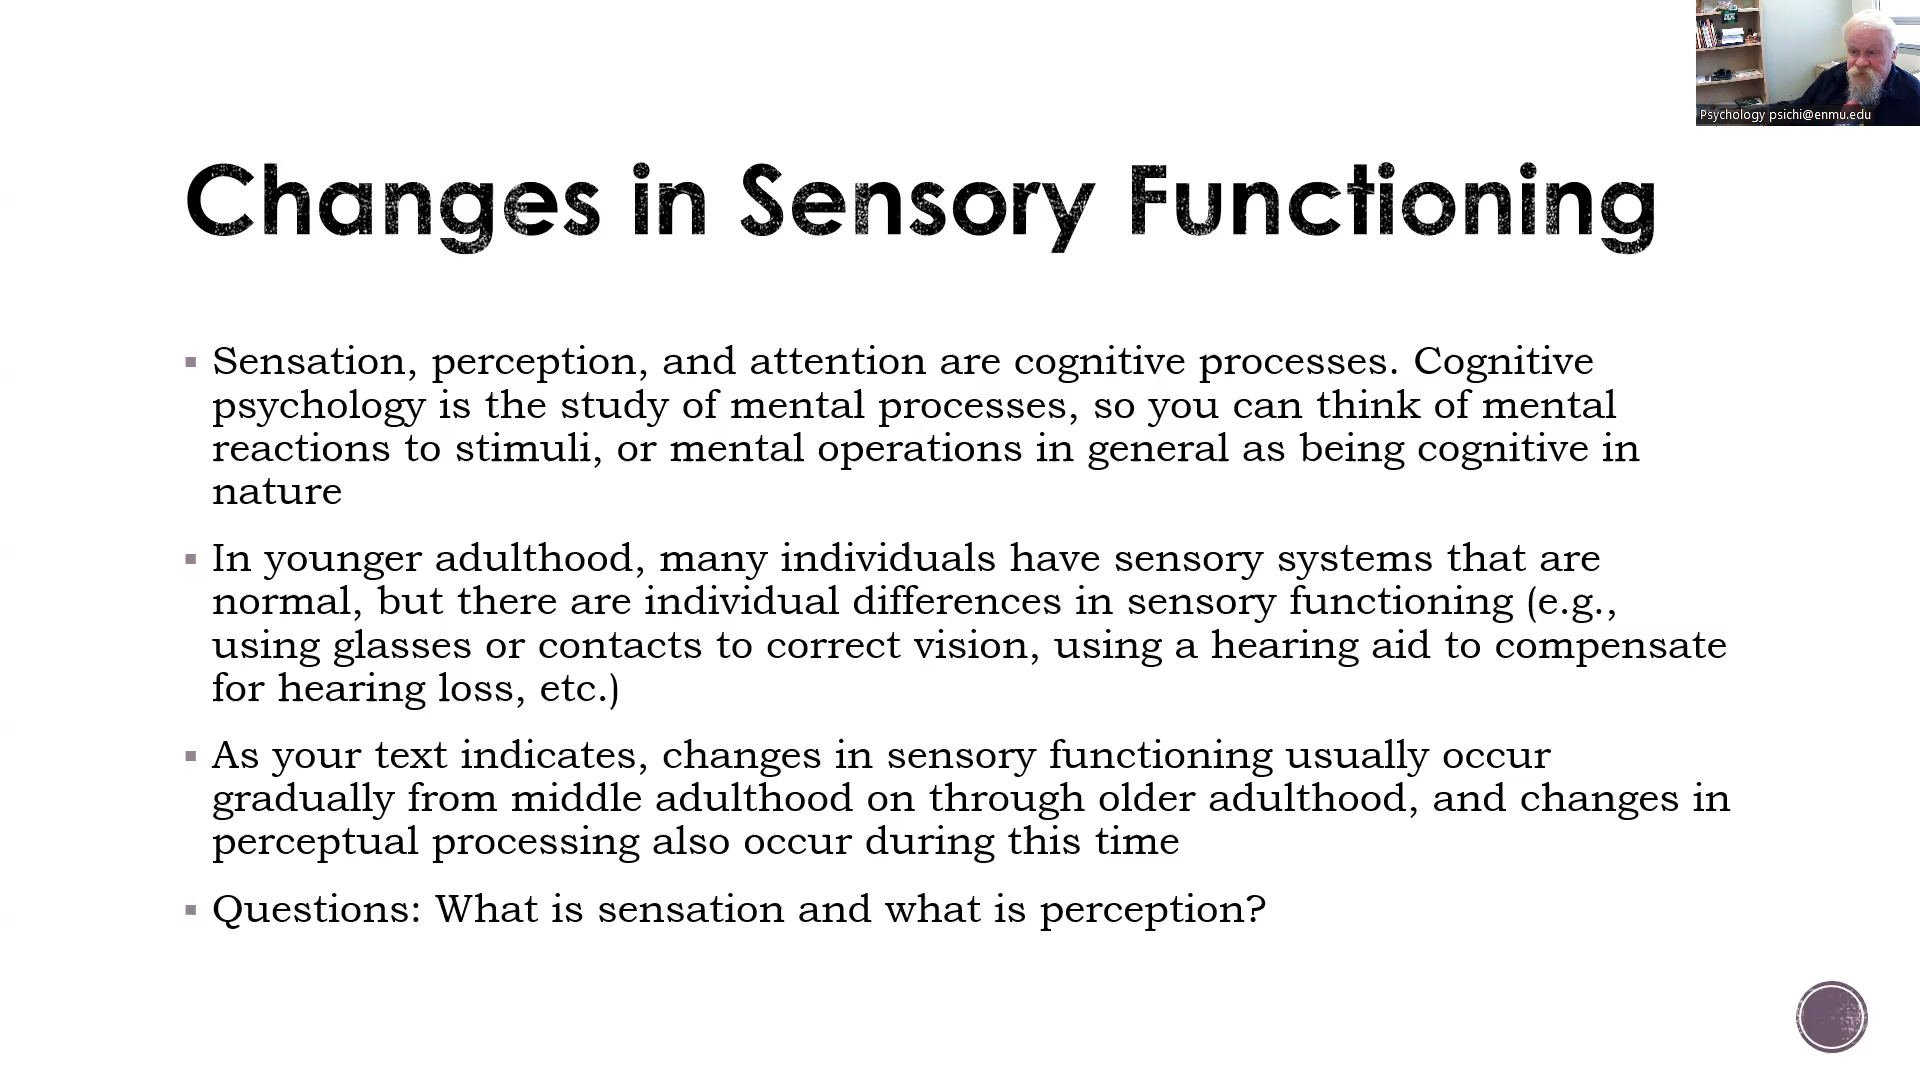 Psychology psichi@enmu.edu
Changes in Sensory Functioning
▪ Sensation, perception, and attention are cognitive processes. Cognitive
psychology is the study of mental processes, so you can think of mental
reactions to stimuli, or mental operations in general as being cognitive in
nature
▪ In younger adulthood, many individuals have sensory systems that are
normal, but there are individual differences in sensory functioning (e.g.,
using glasses or contacts to correct vision, using a hearing aid to compensate
for hearing loss, etc.)
▪ As your text indicates, changes in sensory functioning usually occur
gradually from middle adulthood on through older adulthood, and changes in
perceptual processing also occur during this time
▪ Questions: What is sensation and what is perception?